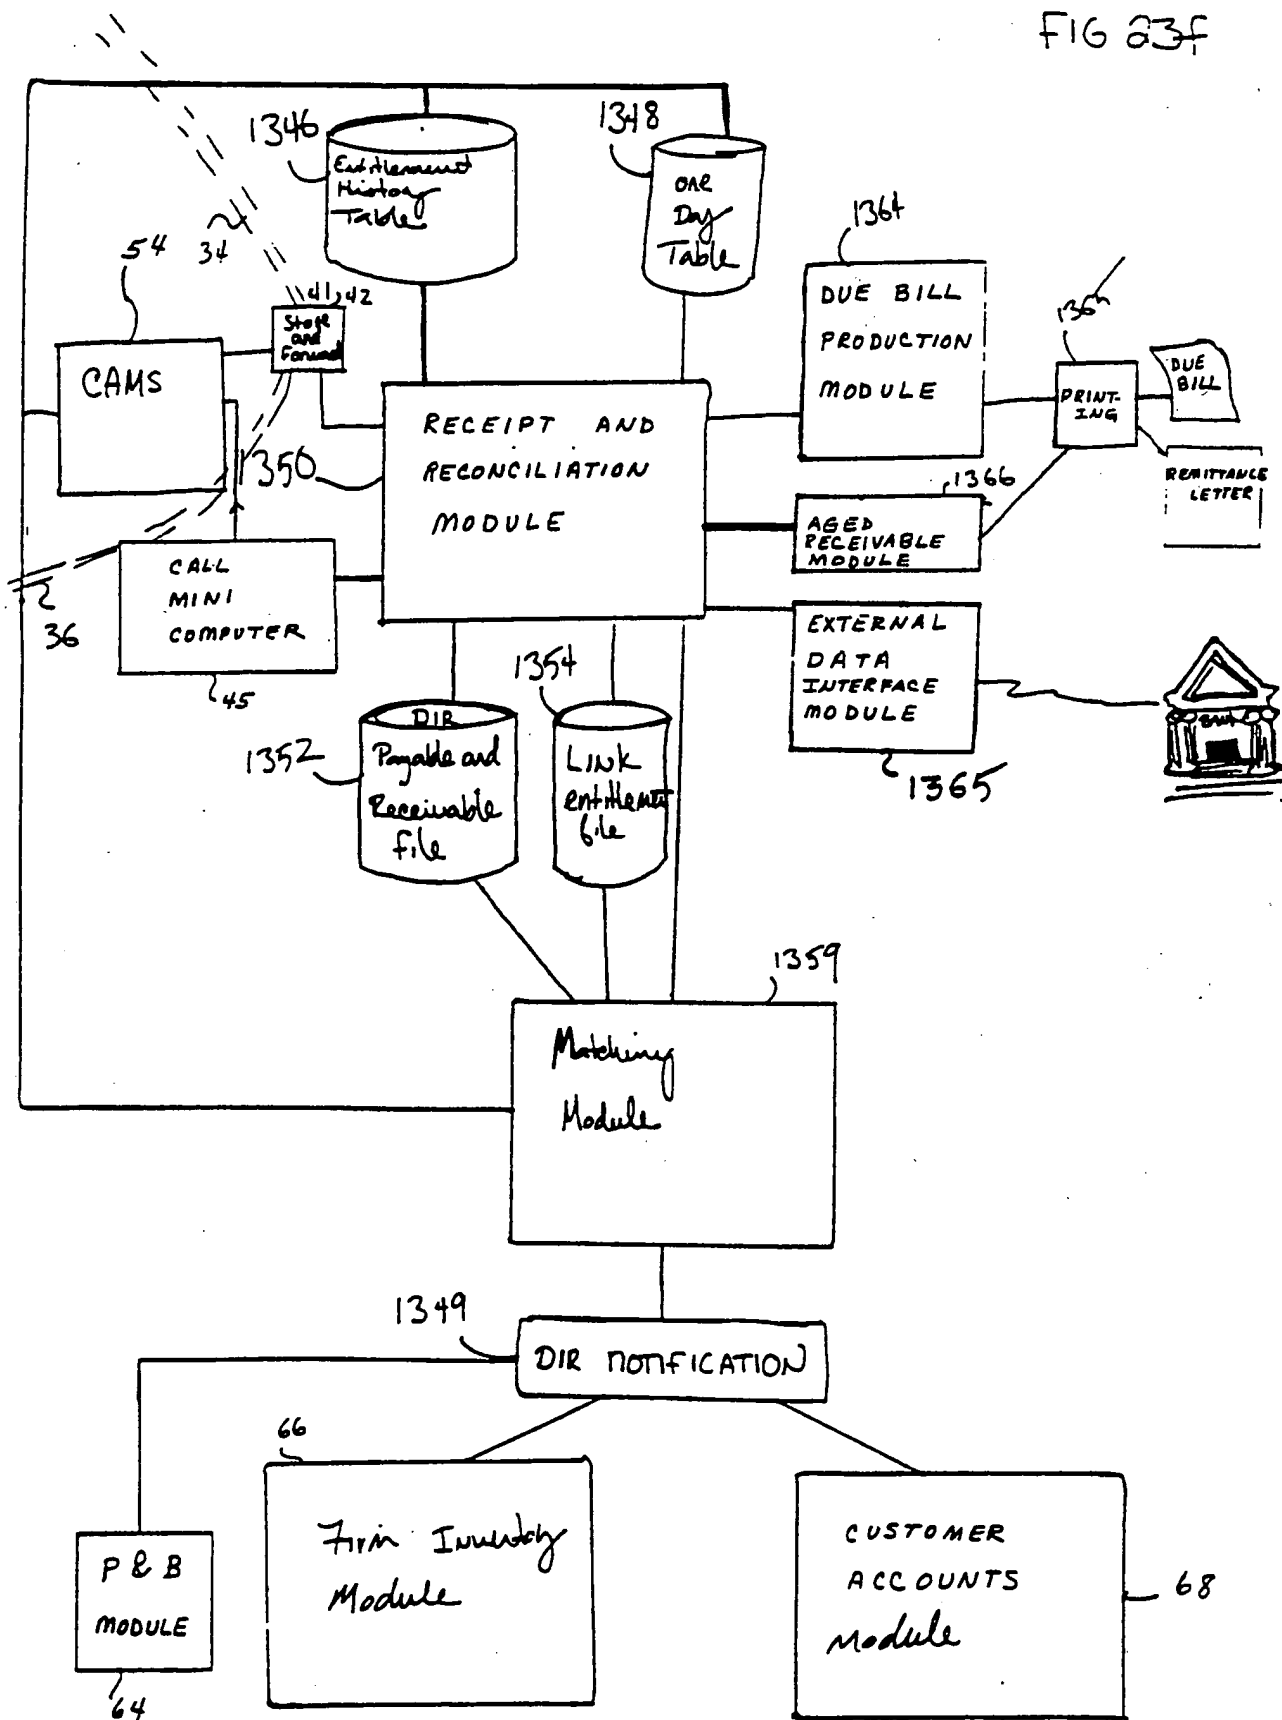 FIG 23f
1346
1348
Entitlement
History
Table
one
Day
Table
34
54
41, 42
Store
and
Forward
CAMS
1364
DUE BILL
PRODUCTION
MODULE
PRINT-
ING
DUE
BILL
REMITTANCE
LETTER
RECEIPT AND
RECONCILIATION
MODULE
1350
1366
AGED
RECEIVABLE
MODULE
CALL
MINI
COMPUTER
36
45
EXTERNAL
DATA
INTERFACE
MODULE
1365
1354
1352
DIR
Payable and
Receivable
File
LINK
entitlement
file
1359
Matching
Module
1349
DIR NOTIFICATION
66
Firm Inventory
Module
P & B
MODULE
64
CUSTOMER
ACCOUNTS
Module
68